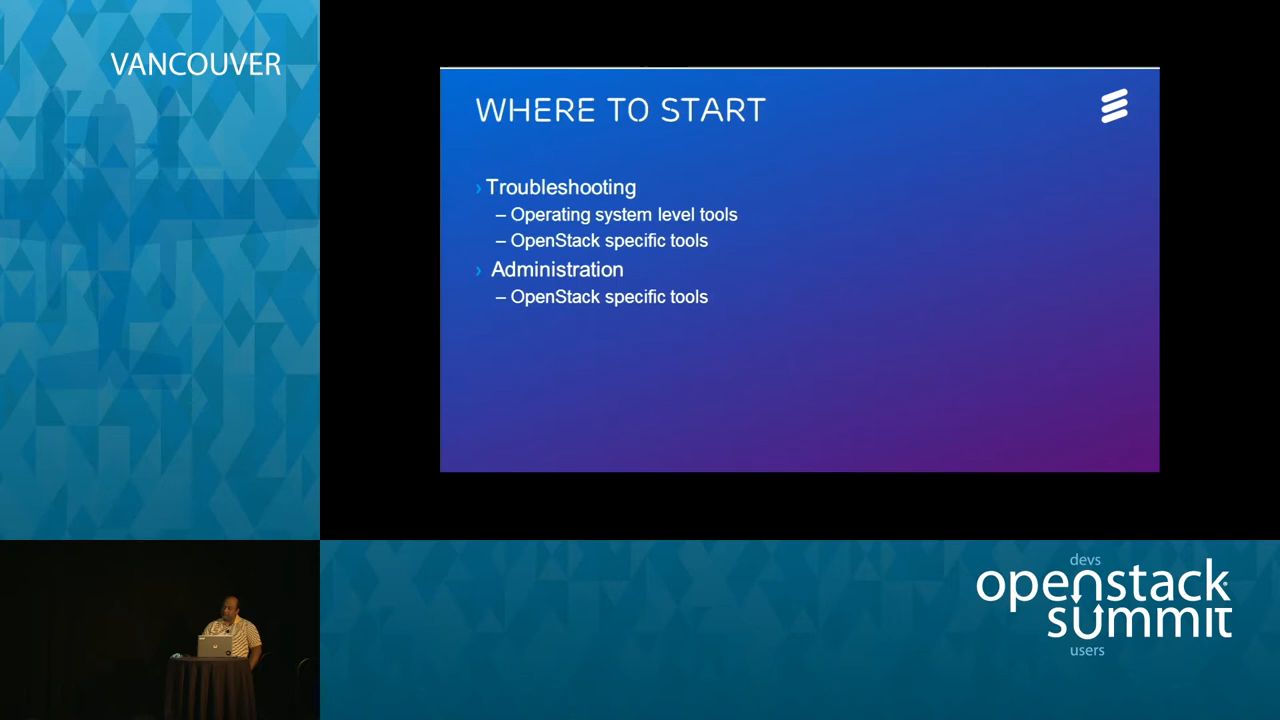 VANCOUVER
WHERE TO START
› Troubleshooting
– Operating system level tools
– OpenStack specific tools
› Administration
– OpenStack specific tools
devs
openstack
summit
users